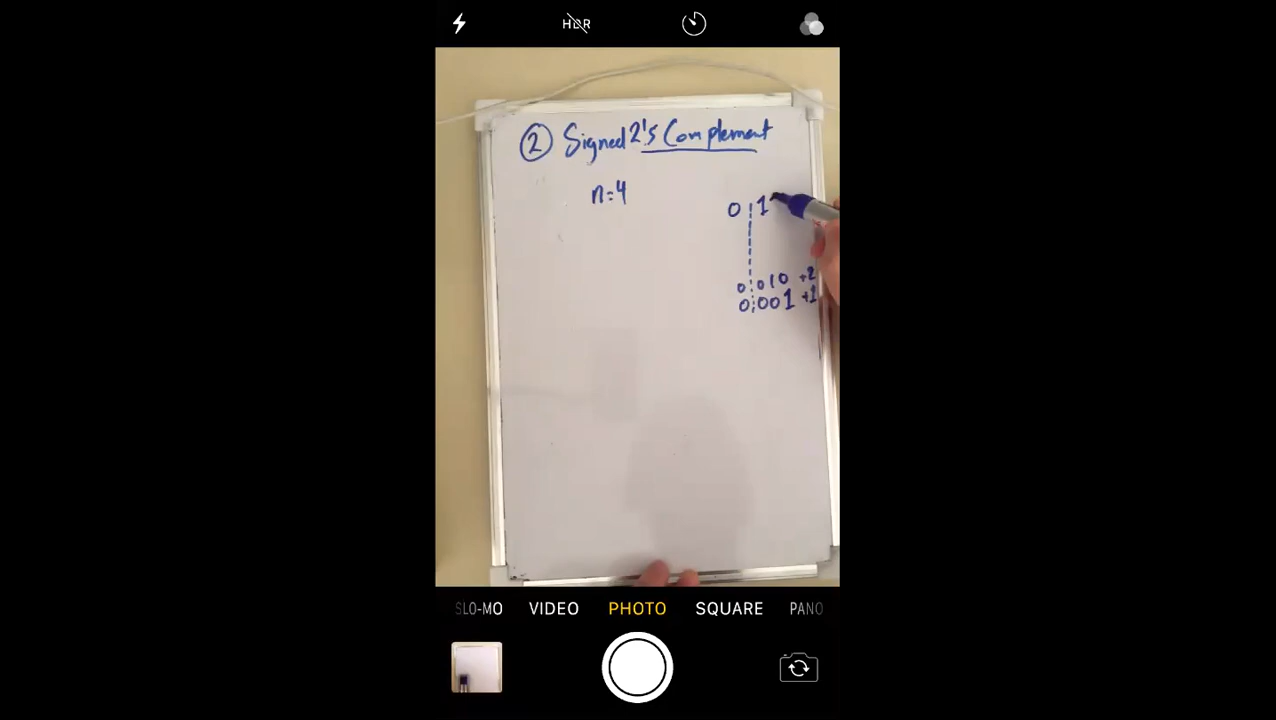 HDR
② Signed 2's Complement
n=4
0 1
0 010 +2
0 001 +1
SLO-MO VIDEO PHOTO SQUARE PANO